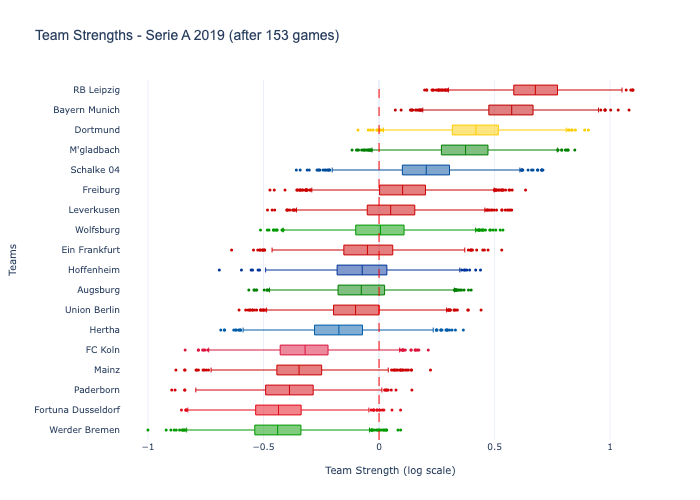 Team Strengths - Serie A 2019 (after 153 games)
RB Leipzig
Bayern Munich
Dortmund
M'gladbach
Schalke 04
Freiburg
Leverkusen
Wolfsburg
Ein Frankfurt
Hoffenheim
Augsburg
Union Berlin
Hertha
FC Koln
Mainz
Paderborn
Fortuna Dusseldorf
Werder Bremen
Teams
−1 −0.5 0 0.5 1
Team Strength (log scale)